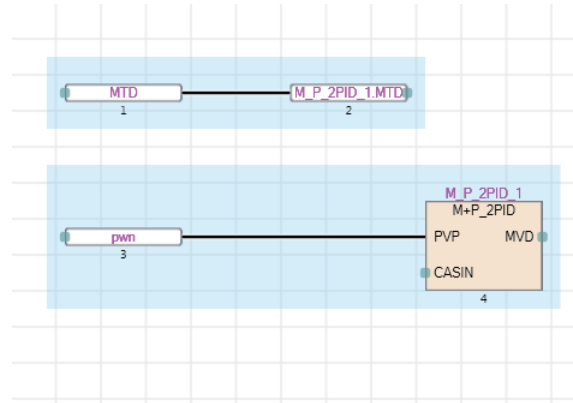 MTD M_P_2PID_1.MTD
1 2
M_P_2PID_1
M+P_2PID
pwn PVP MVD
3
CASIN
4